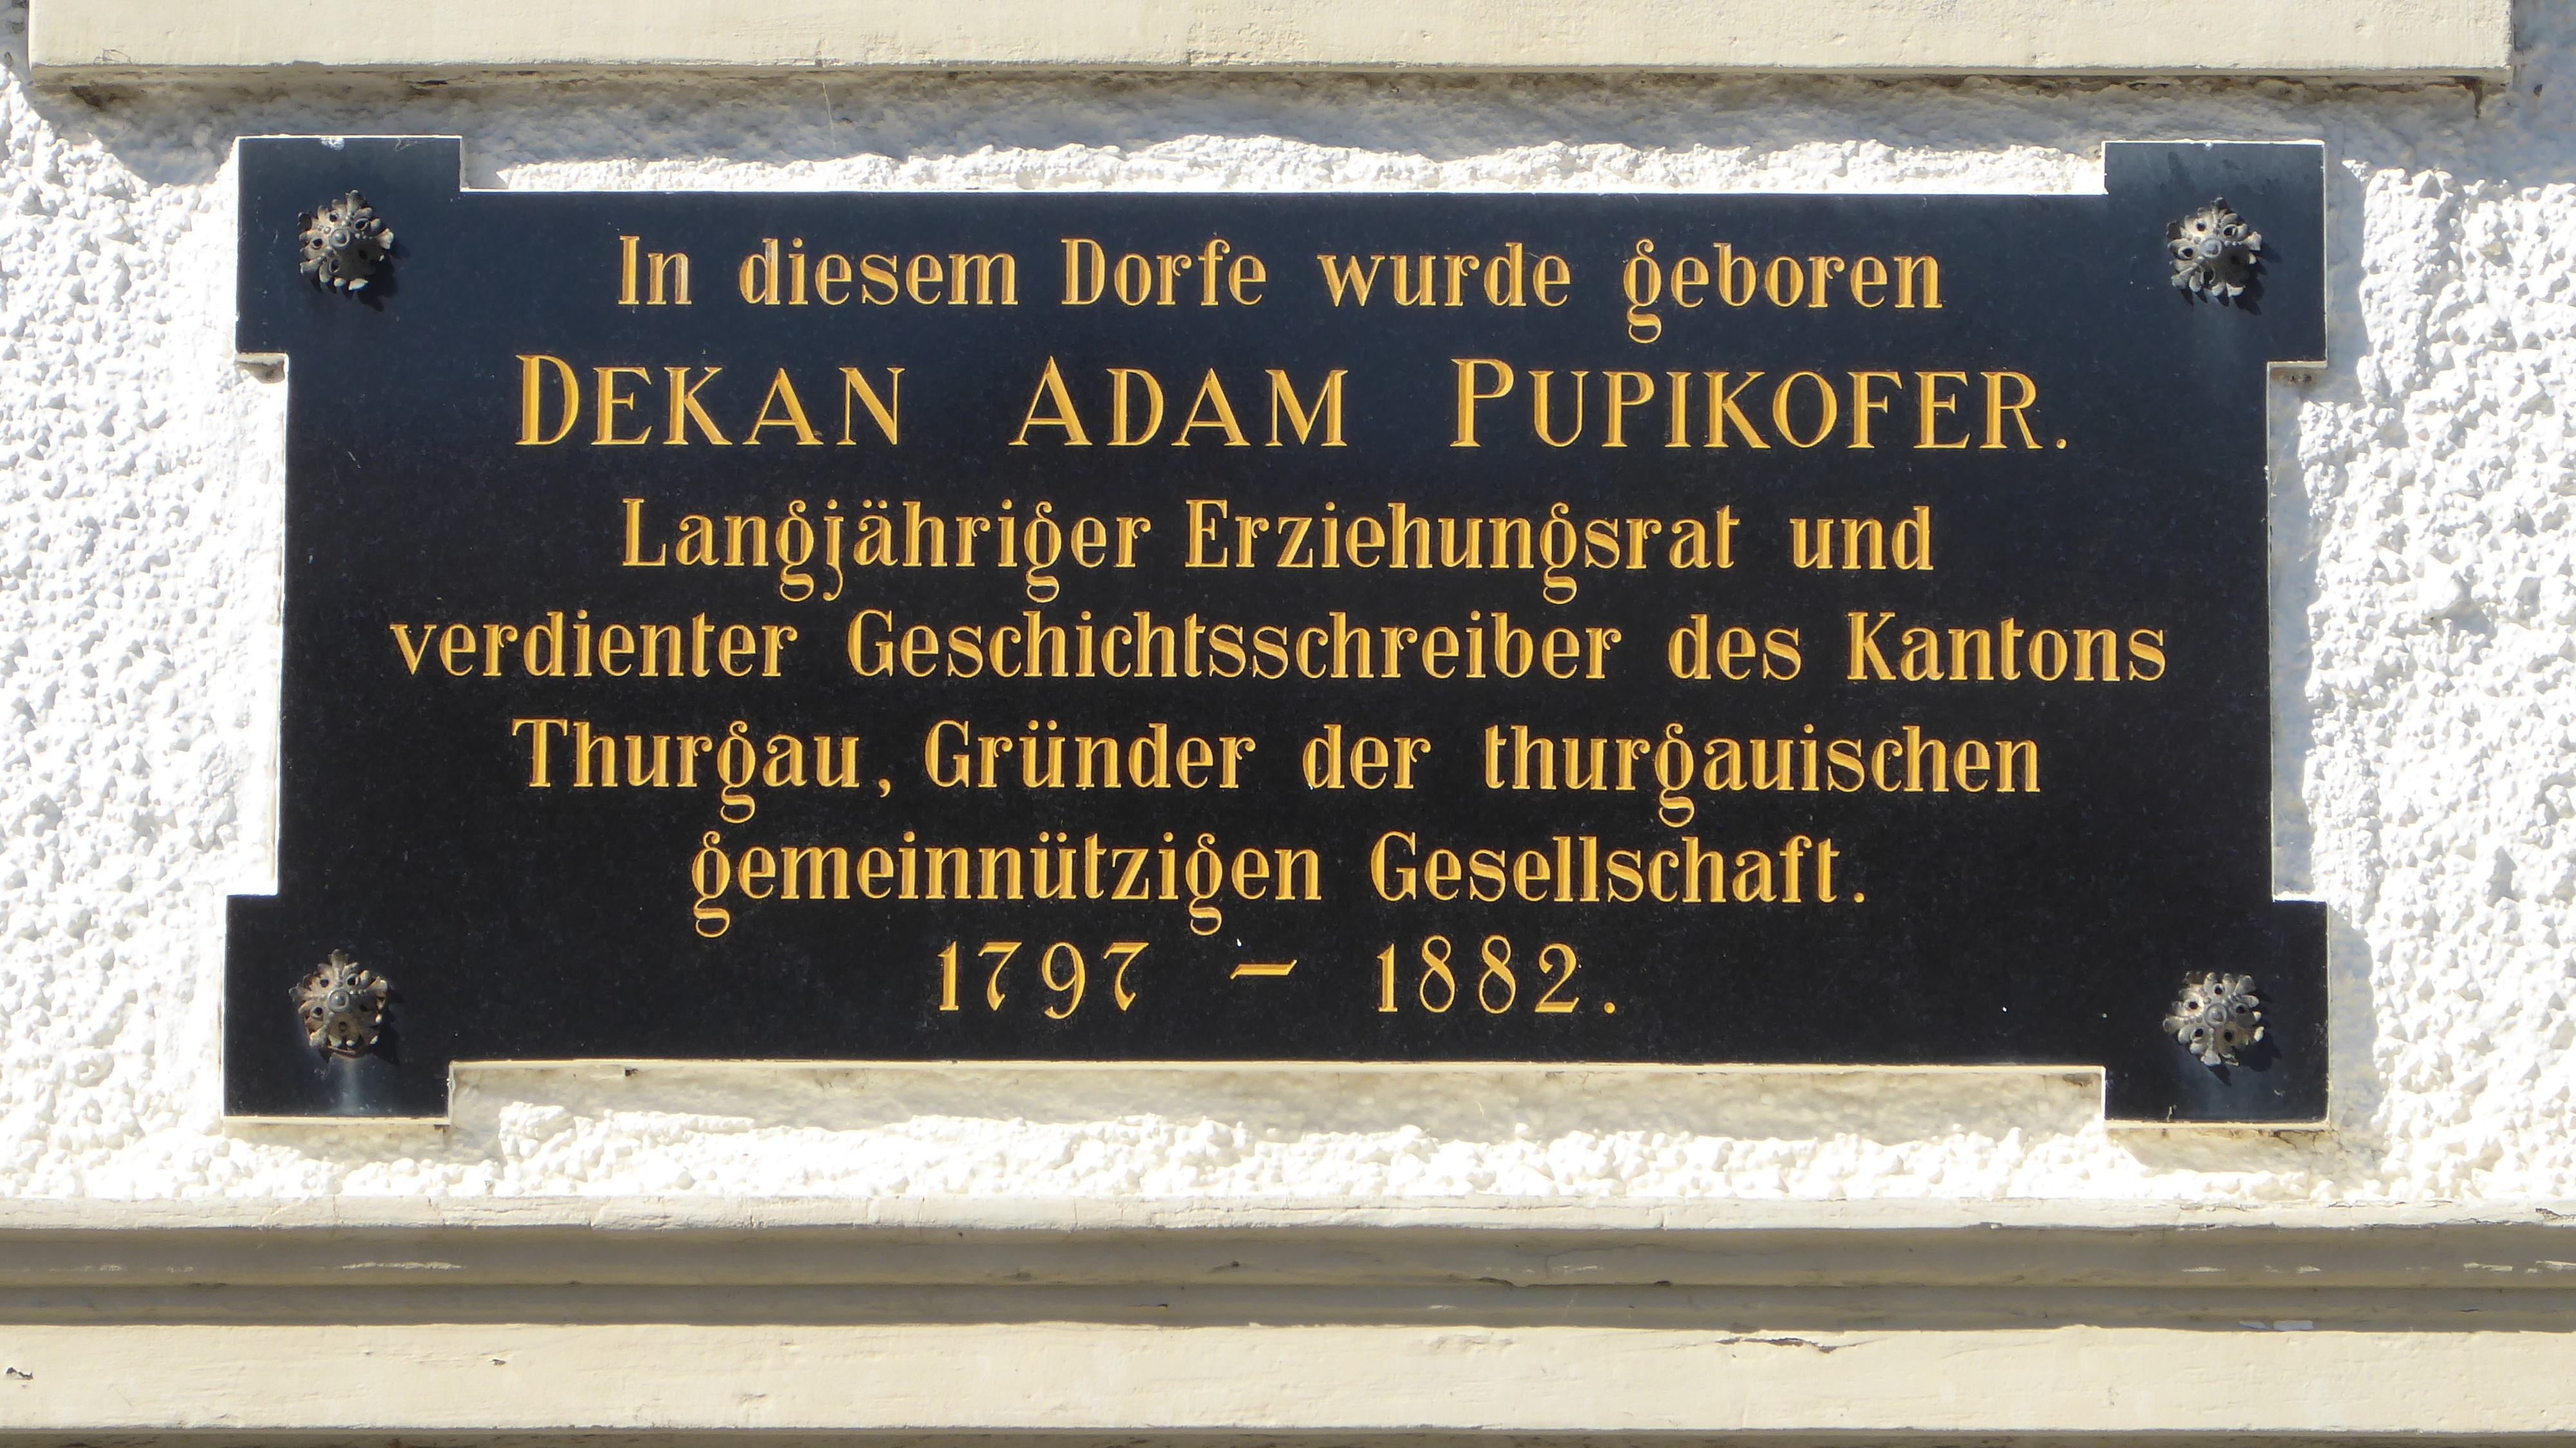 In diesem Dorfe wurde geboren
DEKAN ADAM PUPIKOFER.
Langjähriger Erziehungsrat und
verdienter Geschichtsschreiber des Kantons
Thurgau, Gründer der thurgauischen
gemeinnützigen Gesellschaft.
1797 – 1882.